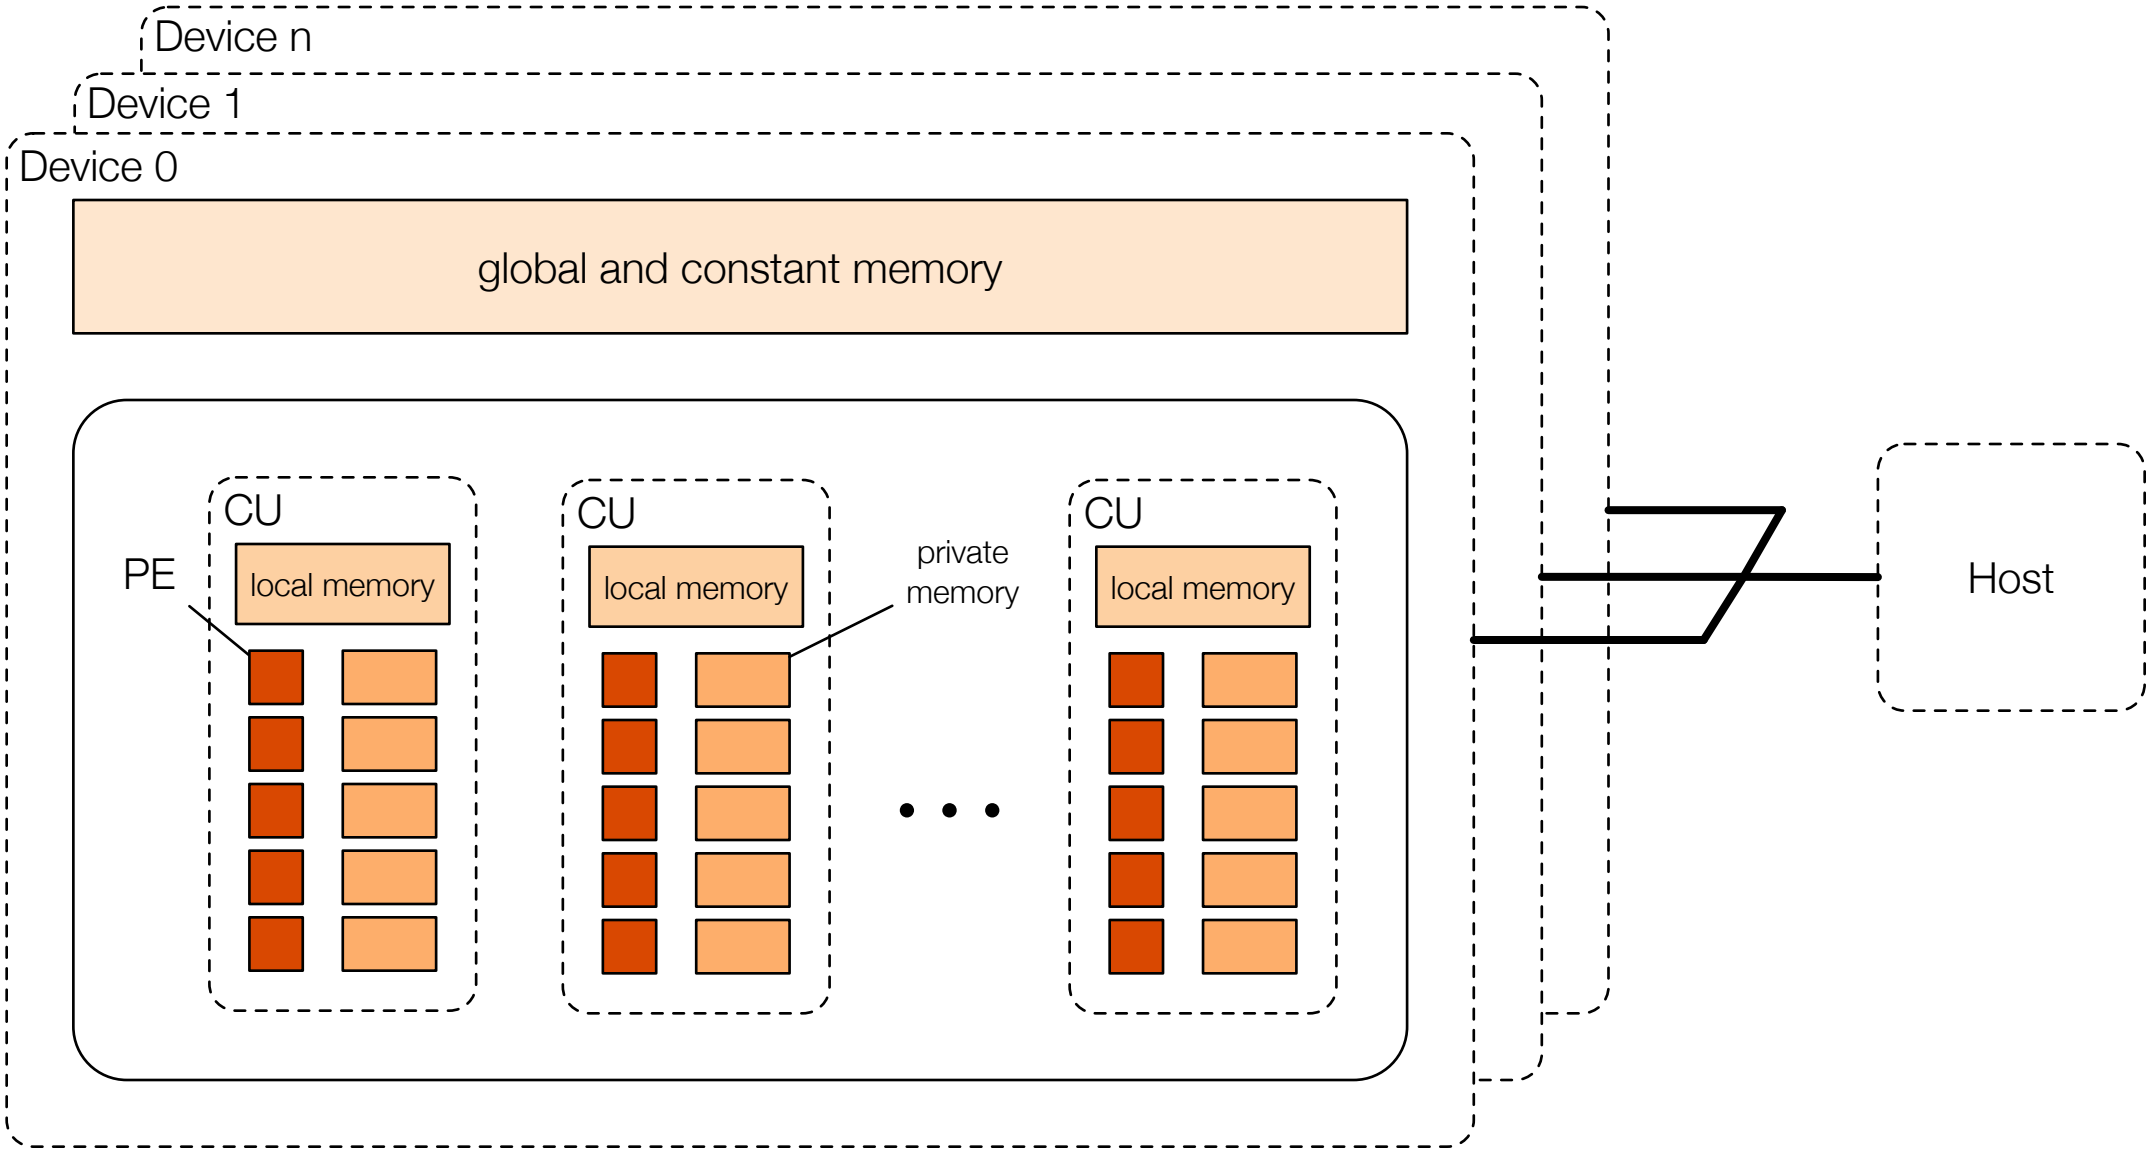 Device n
Device 1
Device 0
global and constant memory
CU
CU
CU
PE
local memory
local memory
private
memory
local memory
Host